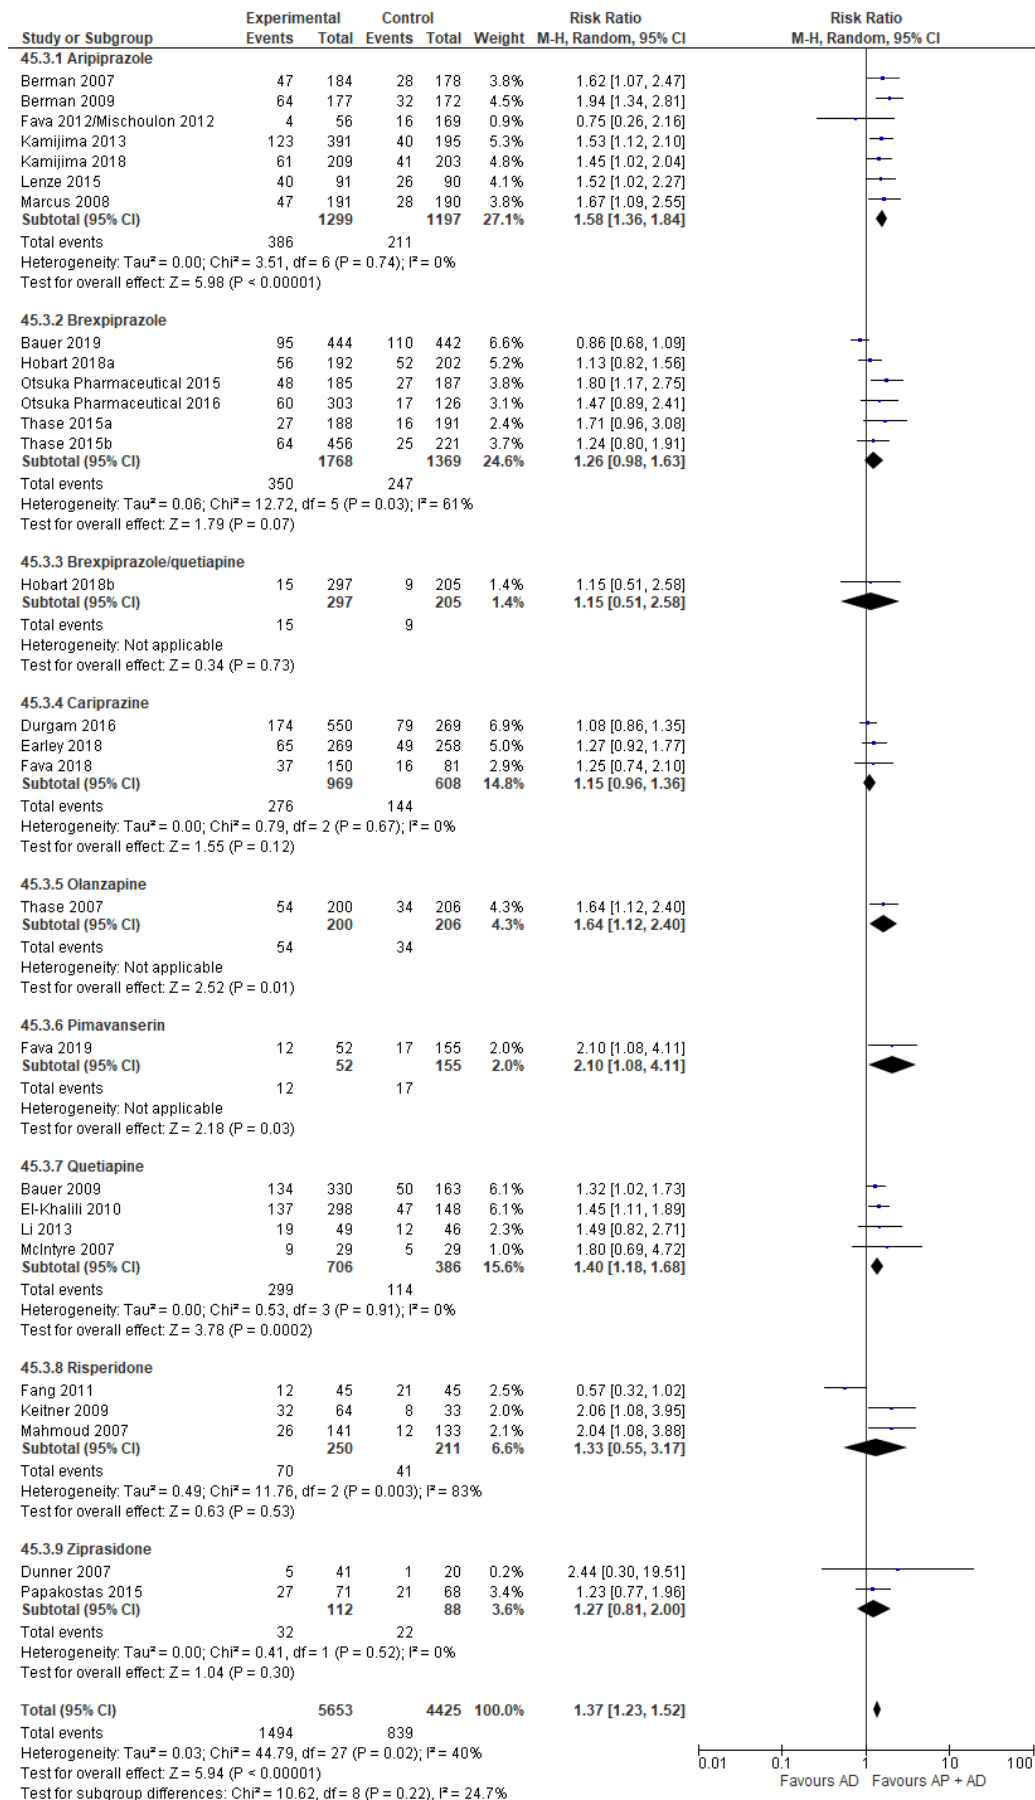 Experimental Control Risk Ratio Risk Ratio
Study or Subgroup Events Total Events Total Weight M-H, Random, 95% CI M-H, Random, 95% CI
45.3.1 Aripiprazole
Berman 2007 47 184 28 178 3.8% 1.62 [1.07, 2.47]
Berman 2009 64 177 32 172 4.5% 1.94 [1.34, 2.81]
Fava 2012/Mischoulon 2012 4 56 16 169 0.9% 0.75 [0.26, 2.16]
Kamijima 2013 123 391 40 195 5.3% 1.53 [1.12, 2.10]
Kamijima 2018 61 209 41 203 4.8% 1.45 [1.02, 2.04]
Lenze 2015 40 91 26 90 4.1% 1.52 [1.02, 2.27]
Marcus 2008 47 191 28 190 3.8% 1.67 [1.09, 2.55]
Subtotal (95% CI) 1299 1197 27.1% 1.58 [1.36, 1.84]
Total events 386 211
Heterogeneity: Tau² = 0.00; Chi² = 3.51, df = 6 (P = 0.74); I² = 0%
Test for overall effect: Z = 5.98 (P < 0.00001)
45.3.2 Brexpiprazole
Bauer 2019 95 444 110 442 6.6% 0.86 [0.68, 1.09]
Hobart 2018a 56 192 52 202 5.2% 1.13 [0.82, 1.56]
Otsuka Pharmaceutical 2015 48 185 27 187 3.8% 1.80 [1.17, 2.75]
Otsuka Pharmaceutical 2016 60 303 17 126 3.1% 1.47 [0.89, 2.41]
Thase 2015a 27 188 16 191 2.4% 1.71 [0.96, 3.08]
Thase 2015b 64 456 25 221 3.7% 1.24 [0.80, 1.91]
Subtotal (95% CI) 1768 1369 24.6% 1.26 [0.98, 1.63]
Total events 350 247
Heterogeneity: Tau² = 0.06; Chi² = 12.72, df = 5 (P = 0.03); I² = 61%
Test for overall effect: Z = 1.79 (P = 0.07)
45.3.3 Brexpiprazole/quetiapine
Hobart 2018b 15 297 9 205 1.4% 1.15 [0.51, 2.58]
Subtotal (95% CI) 297 205 1.4% 1.15 [0.51, 2.58]
Total events 15 9
Heterogeneity: Not applicable
Test for overall effect: Z = 0.34 (P = 0.73)
45.3.4 Cariprazine
Durgam 2016 174 550 79 269 6.9% 1.08 [0.86, 1.35]
Earley 2018 65 269 49 258 5.0% 1.27 [0.92, 1.77]
Fava 2018 37 150 16 81 2.9% 1.25 [0.74, 2.10]
Subtotal (95% CI) 969 608 14.8% 1.15 [0.96, 1.36]
Total events 276 144
Heterogeneity: Tau² = 0.00; Chi² = 0.79, df = 2 (P = 0.67); I² = 0%
Test for overall effect: Z = 1.55 (P = 0.12)
45.3.5 Olanzapine
Thase 2007 54 200 34 206 4.3% 1.64 [1.12, 2.40]
Subtotal (95% CI) 200 206 4.3% 1.64 [1.12, 2.40]
Total events 54 34
Heterogeneity: Not applicable
Test for overall effect: Z = 2.52 (P = 0.01)
45.3.6 Pimavanserin
Fava 2019 12 52 17 155 2.0% 2.10 [1.08, 4.11]
Subtotal (95% CI) 52 155 2.0% 2.10 [1.08, 4.11]
Total events 12 17
Heterogeneity: Not applicable
Test for overall effect: Z = 2.18 (P = 0.03)
45.3.7 Quetiapine
Bauer 2009 134 330 50 163 6.1% 1.32 [1.02, 1.73]
El-Khalili 2010 137 298 47 148 6.1% 1.45 [1.11, 1.89]
Li 2013 19 49 12 46 2.3% 1.49 [0.82, 2.71]
McIntyre 2007 9 29 5 29 1.0% 1.80 [0.69, 4.72]
Subtotal (95% CI) 706 386 15.6% 1.40 [1.18, 1.68]
Total events 299 114
Heterogeneity: Tau² = 0.00; Chi² = 0.53, df = 3 (P = 0.91); I² = 0%
Test for overall effect: Z = 3.78 (P = 0.0002)
45.3.8 Risperidone
Fang 2011 12 45 21 45 2.5% 0.57 [0.32, 1.02]
Keitner 2009 32 64 8 33 2.0% 2.06 [1.08, 3.95]
Mahmoud 2007 26 141 12 133 2.1% 2.04 [1.08, 3.88]
Subtotal (95% CI) 250 211 6.6% 1.33 [0.55, 3.17]
Total events 70 41
Heterogeneity: Tau² = 0.49; Chi² = 11.76, df = 2 (P = 0.003); I² = 83%
Test for overall effect: Z = 0.63 (P = 0.53)
45.3.9 Ziprasidone
Dunner 2007 5 41 1 20 0.2% 2.44 [0.30, 19.51]
Papakostas 2015 27 71 21 68 3.4% 1.23 [0.77, 1.96]
Subtotal (95% CI) 112 88 3.6% 1.27 [0.81, 2.00]
Total events 32 22
Heterogeneity: Tau² = 0.00; Chi² = 0.41, df = 1 (P = 0.52); I² = 0%
Test for overall effect: Z = 1.04 (P = 0.30)
Total (95% CI) 5653 4425 100.0% 1.37 [1.23, 1.52]
Total events 1494 839
Heterogeneity: Tau² = 0.03; Chi² = 44.79, df = 27 (P = 0.02); I² = 40%
Test for overall effect: Z = 5.94 (P < 0.00001)
Test for subgroup differences: Chi² = 10.62, df = 8 (P = 0.22), I² = 24.7%
0.01 0.1 1 10 100
Favours AD Favours AP + AD